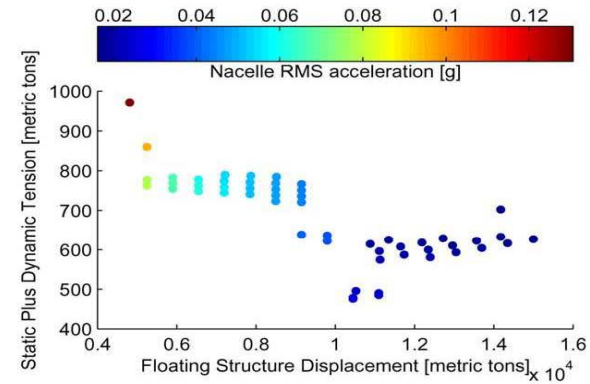 0.02 0.04 0.06 0.08 0.1 0.12
Nacelle RMS acceleration [g]
Static Plus Dynamic Tension [metric tons]
1000
900
800
700
600
500
400
0.4 0.6 0.8 1 1.2 1.4 1.6
Floating Structure Displacement [metric tons]
x 10⁴